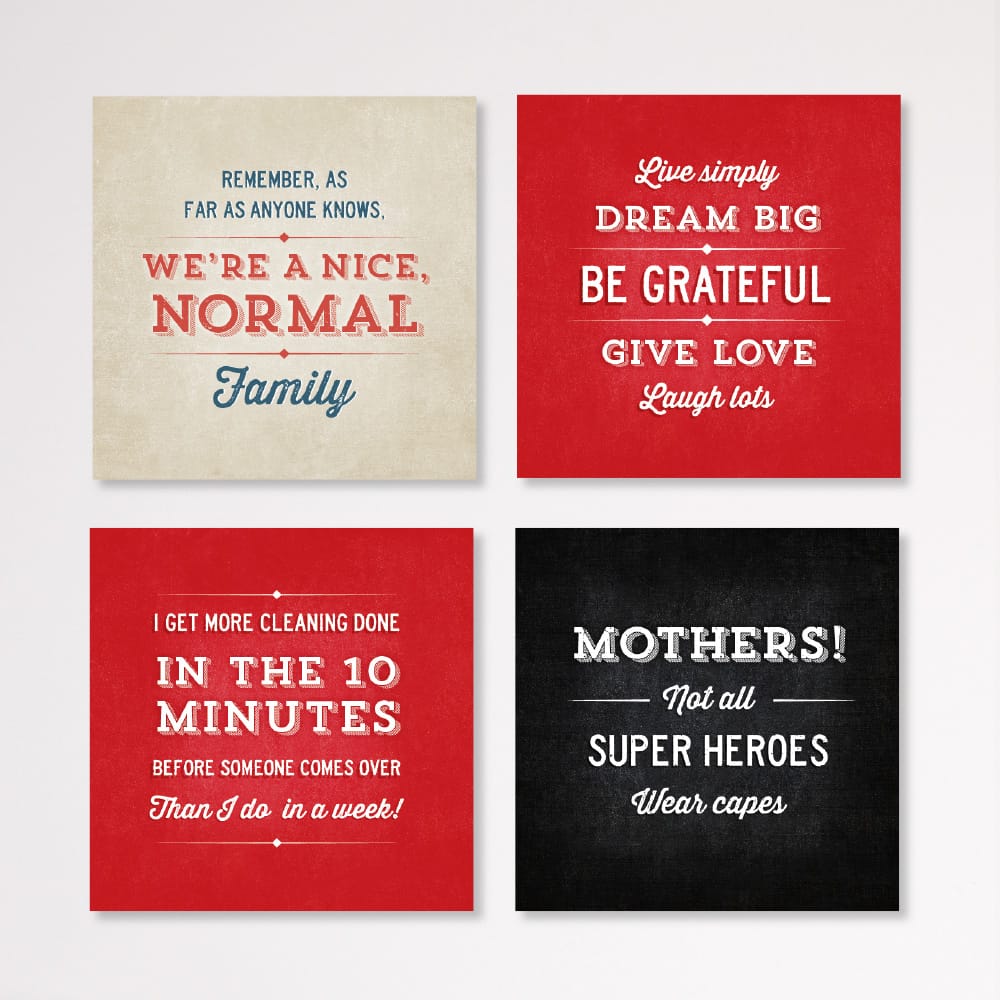 REMEMBER, AS
FAR AS ANYONE KNOWS,
WE'RE A NICE,
NORMAL
Family
Live simply
DREAM BIG
BE GRATEFUL
GIVE LOVE
Laugh lots
I GET MORE CLEANING DONE
IN THE 10
MINUTES
BEFORE SOMEONE COMES OVER
Than I do in a week!
MOTHERS!
Not all
SUPER HEROES
Wear capes